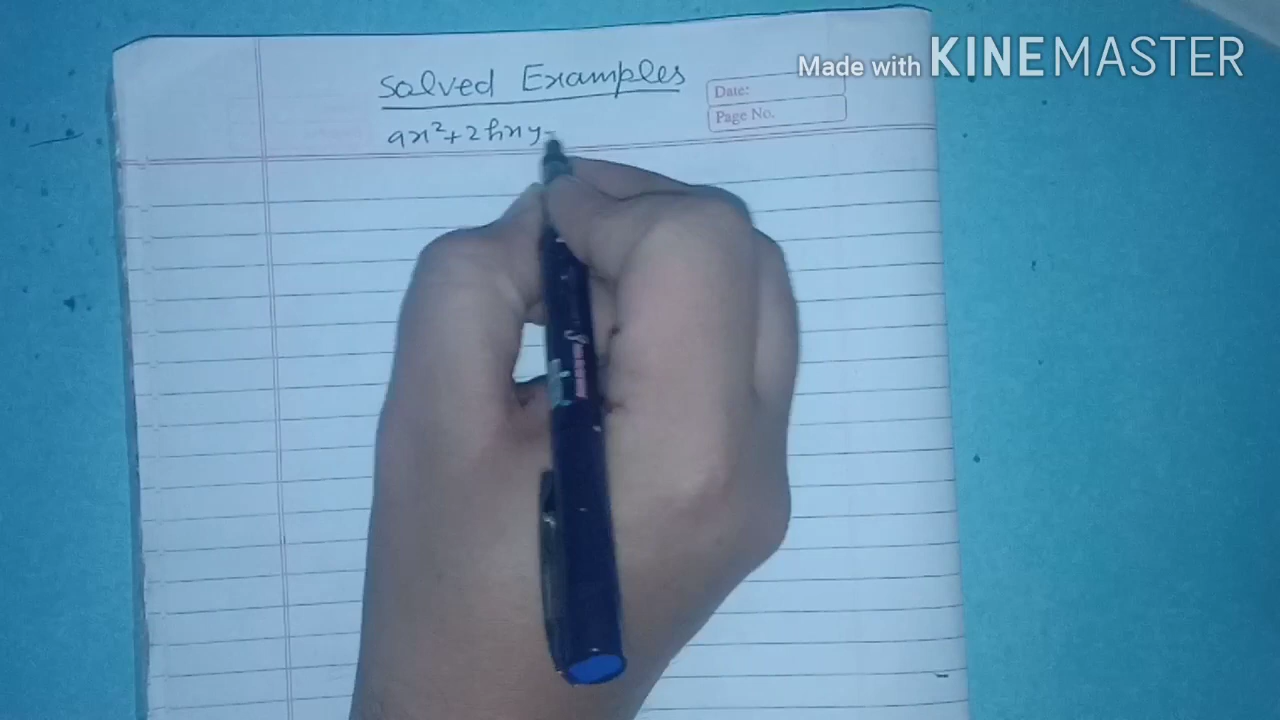 Made with KINEMASTER
Solved Examples
Date:
Page No.
ax²+2hxy